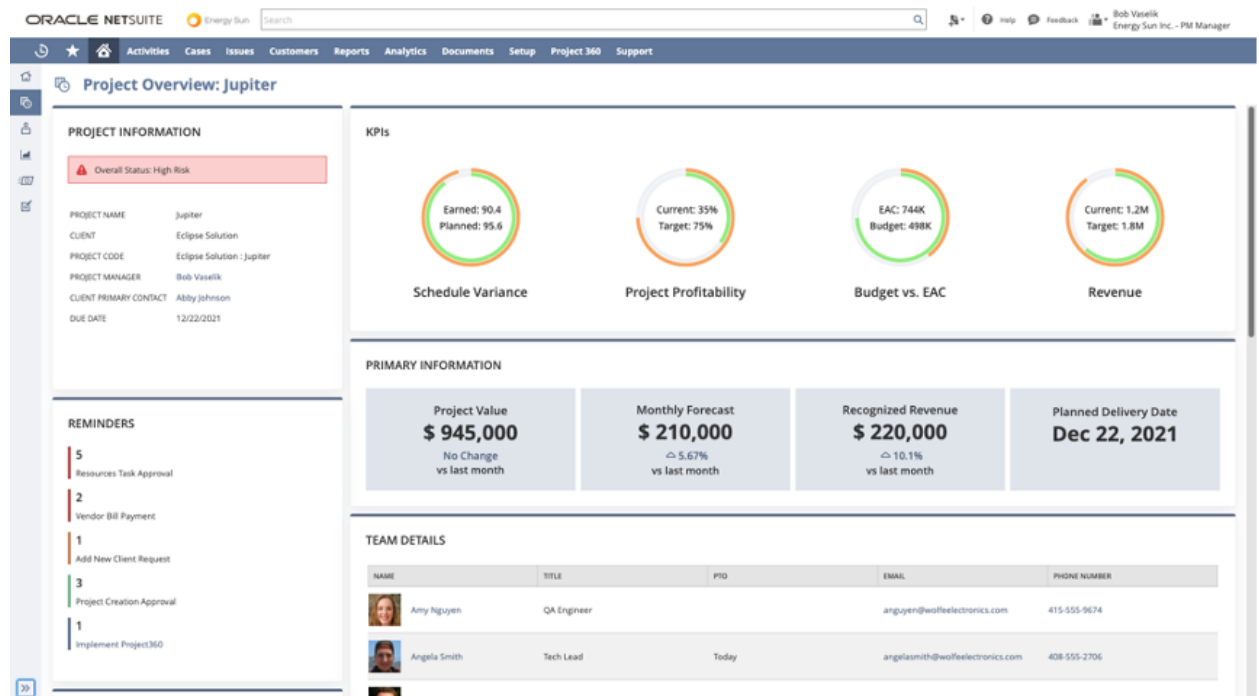 ORACLE NETSUITE
Energy Sun
Search
Help
Feedback
Bob Vaselik
Energy Sun Inc. - PM Manager
Activities Cases Issues Customers Reports Analytics Documents Setup Project 360 Support
Project Overview: Jupiter
PROJECT INFORMATION
Overall Status: High Risk
PROJECT NAME Jupiter
CLIENT Eclipse Solution
PROJECT CODE Eclipse Solution : Jupiter
PROJECT MANAGER Bob Vaselik
CLIENT PRIMARY CONTACT Abby Johnson
DUE DATE 12/22/2021
REMINDERS
5
Resources Task Approval
2
Vendor Bill Payment
1
Add New Client Request
3
Project Creation Approval
1
Implement Project360
KPIs
Earned: 90.4
Planned: 95.6
Schedule Variance
Current: 35%
Target: 75%
Project Profitability
EAC: 744K
Budget: 498K
Budget vs. EAC
Current: 1.2M
Target: 1.8M
Revenue
PRIMARY INFORMATION
Project Value
$ 945,000
No Change
vs last month
Monthly Forecast
$ 210,000
5.67%
vs last month
Recognized Revenue
$ 220,000
10.1%
vs last month
Planned Delivery Date
Dec 22, 2021
TEAM DETAILS
NAME TITLE PTO EMAIL PHONE NUMBER
Amy Nguyen QA Engineer anguyen@wolfeelectronics.com 415-555-9674
Angela Smith Tech Lead Today angelasmith@wolfeelectronics.com 408-555-2706